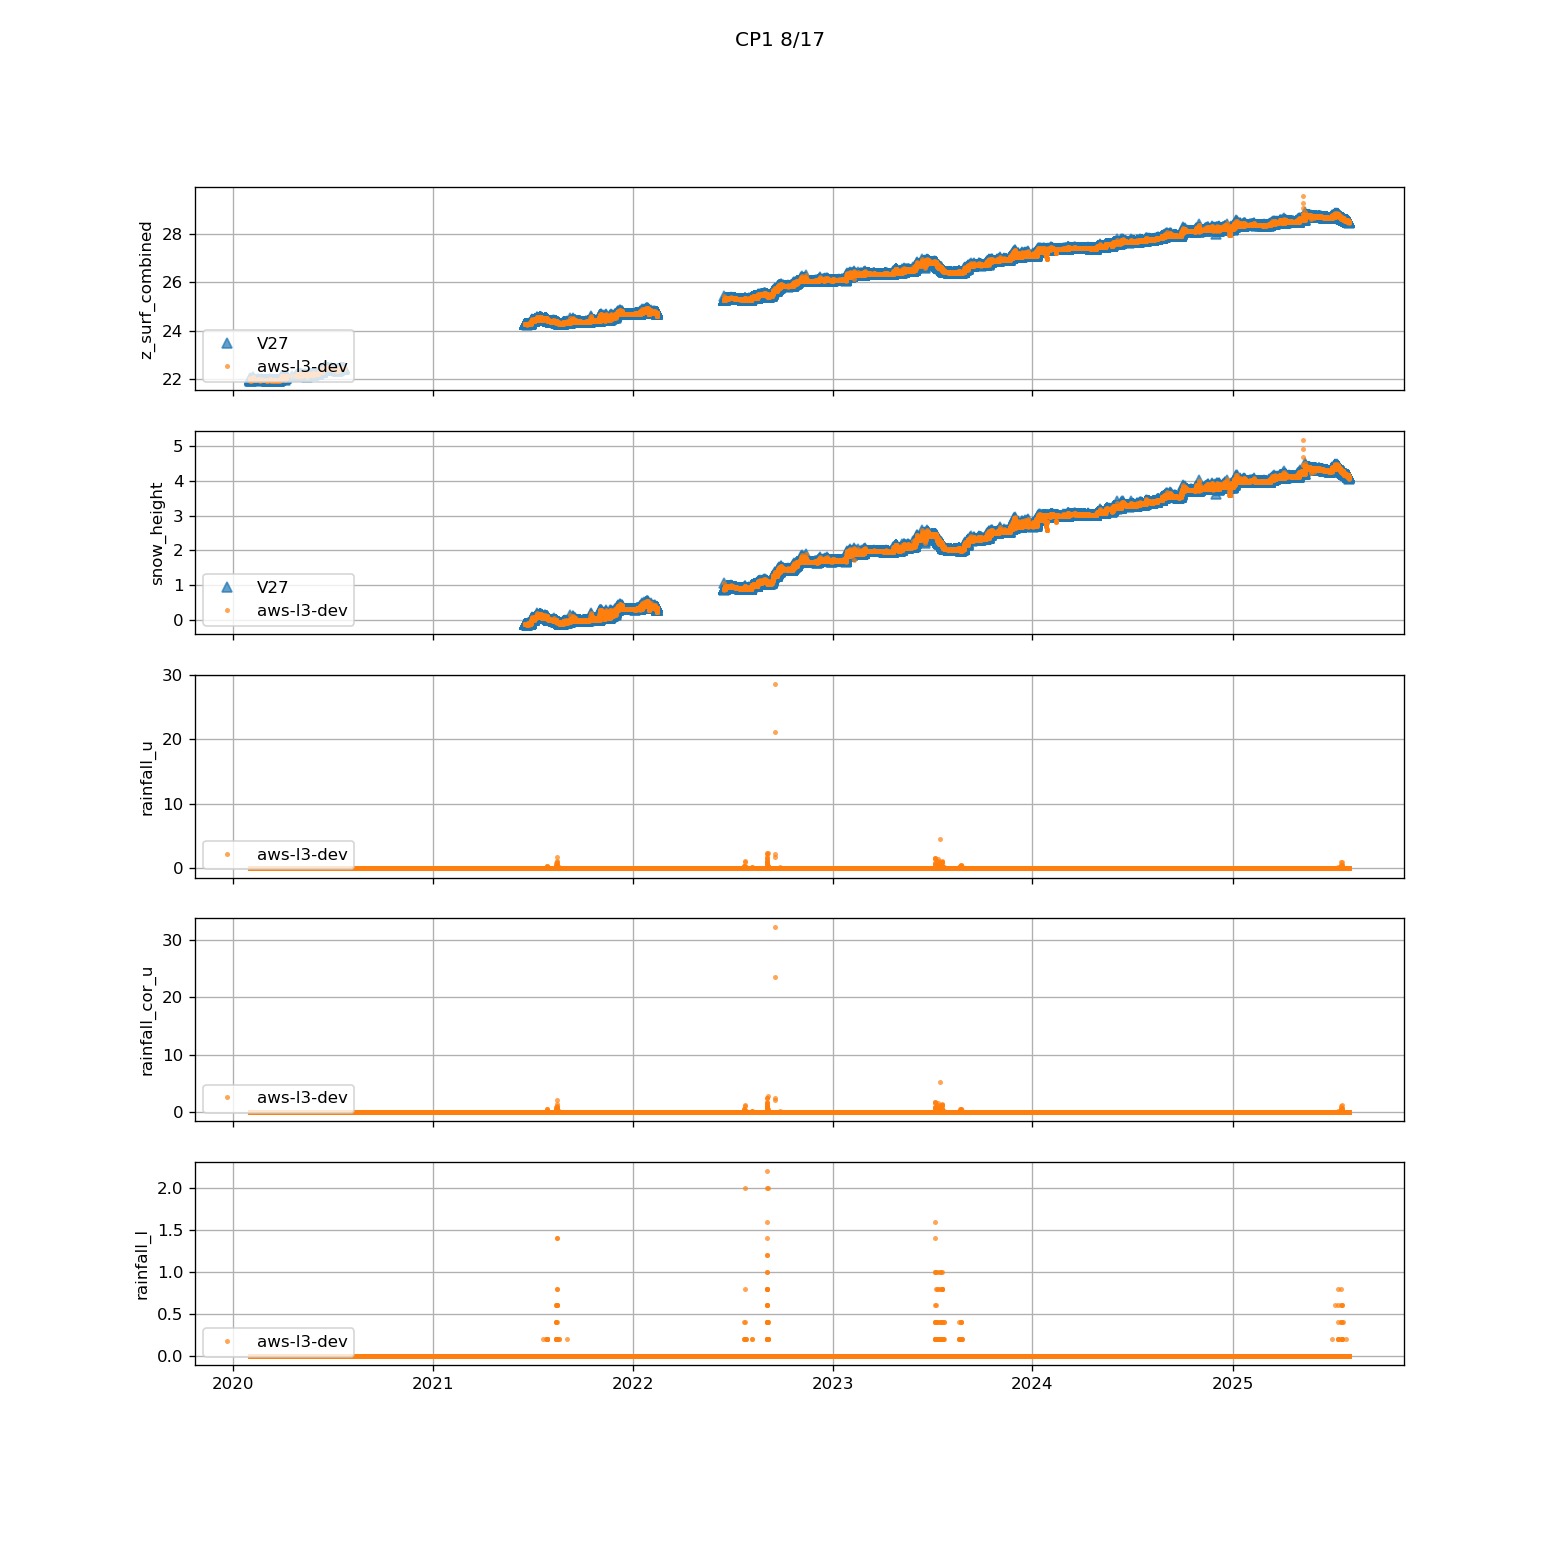 CP1 8/17
z_surf_combined
28
26
24
22
V27
aws-l3-dev
snow_height
5
4
3
2
1
0
V27
aws-l3-dev
rainfall_u
30
20
10
0
aws-l3-dev
rainfall_cor_u
30
20
10
0
aws-l3-dev
rainfall_l
2.0
1.5
1.0
0.5
0.0
aws-l3-dev
2020 2021 2022 2023 2024 2025